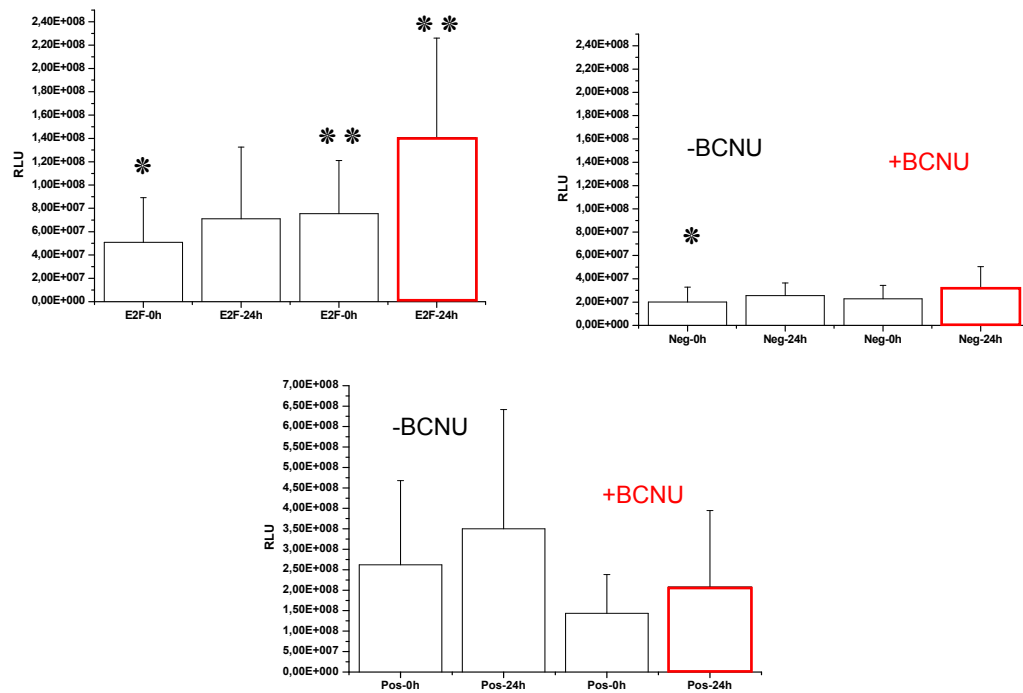 RLU
2,40E+008
2,20E+008
2,00E+008
1,80E+008
1,60E+008
1,40E+008
1,20E+008
1,00E+008
8,00E+007
6,00E+007
4,00E+007
2,00E+007
0,00E+000
E2F-0h E2F-24h E2F-0h E2F-24h
RLU
2,40E+008
2,20E+008
2,00E+008
1,80E+008
1,60E+008
1,40E+008
1,20E+008
1,00E+008
8,00E+007
6,00E+007
4,00E+007
2,00E+007
0,00E+000
-BCNU
+BCNU
Neg-0h Neg-24h Neg-0h Neg-24h
RLU
7,00E+008
6,50E+008
6,00E+008
5,50E+008
5,00E+008
4,50E+008
4,00E+008
3,50E+008
3,00E+008
2,50E+008
2,00E+008
1,50E+008
1,00E+008
5,00E+007
0,00E+000
-BCNU
+BCNU
Pos-0h Pos-24h Pos-0h Pos-24h